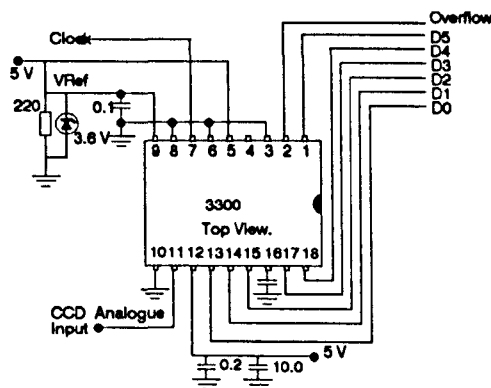 Overflow
Clock
D5
D4
5 V
VRef
D3
D2
220
0.1
D1
D0
3.6 V
9 8 7 6 5 4 3 2 1
3300
Top View.
10 11 12 13 14 15 16 17 18
CCD Analogue
Input
5 V
0.2
10.0